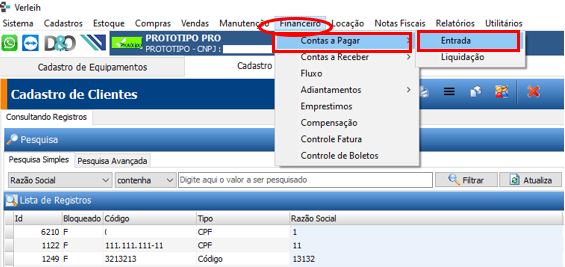 Verleih
Sistema Cadastros Estoque Compras Vendas Manutenção Financeiro Locação Notas Fiscais Relatórios Utilitários
D&O Protótipo PROTOTIPO PRO
PROTOTIPO - CNPJ :
Contas a Pagar
Entrada
Contas a Receber
Liquidação
Fluxo
Adiantamentos
Emprestimos
Compensação
Controle Fatura
Controle de Boletos
Cadastro de Equipamentos Cadastro
Cadastro de Clientes
Consultando Registros
Pesquisa
Pesquisa Simples Pesquisa Avançada
Razão Social contenha Digite aqui o valor a ser pesquisado Filtrar Atualiza
Lista de Registros
Id Bloqueado Código Tipo Razão Social
6210 F ( CPF 1
1122 F 111.111.111-11 CPF 11
1249 F 3213213 Código 13132